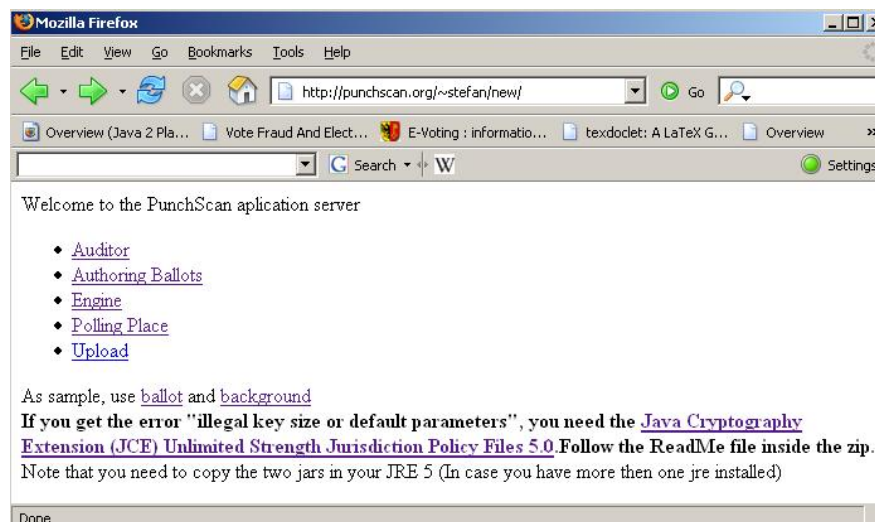 Mozilla Firefox
File Edit View Go Bookmarks Tools Help
http://punchscan.org/~stefan/new/ Go
Overview (Java 2 Pla... Vote Fraud And Elect... E-Voting : informatio... texdoclet: A LaTeX G... Overview »
G Search W Settings
Welcome to the PunchScan aplication server
Auditor
Authoring Ballots
Engine
Polling Place
Upload
As sample, use ballot and background
If you get the error "illegal key size or default parameters", you need the Java Cryptography
Extension (JCE) Unlimited Strength Jurisdiction Policy Files 5.0.Follow the ReadMe file inside the zip.
Note that you need to copy the two jars in your JRE 5 (In case you have more then one jre installed)
Done